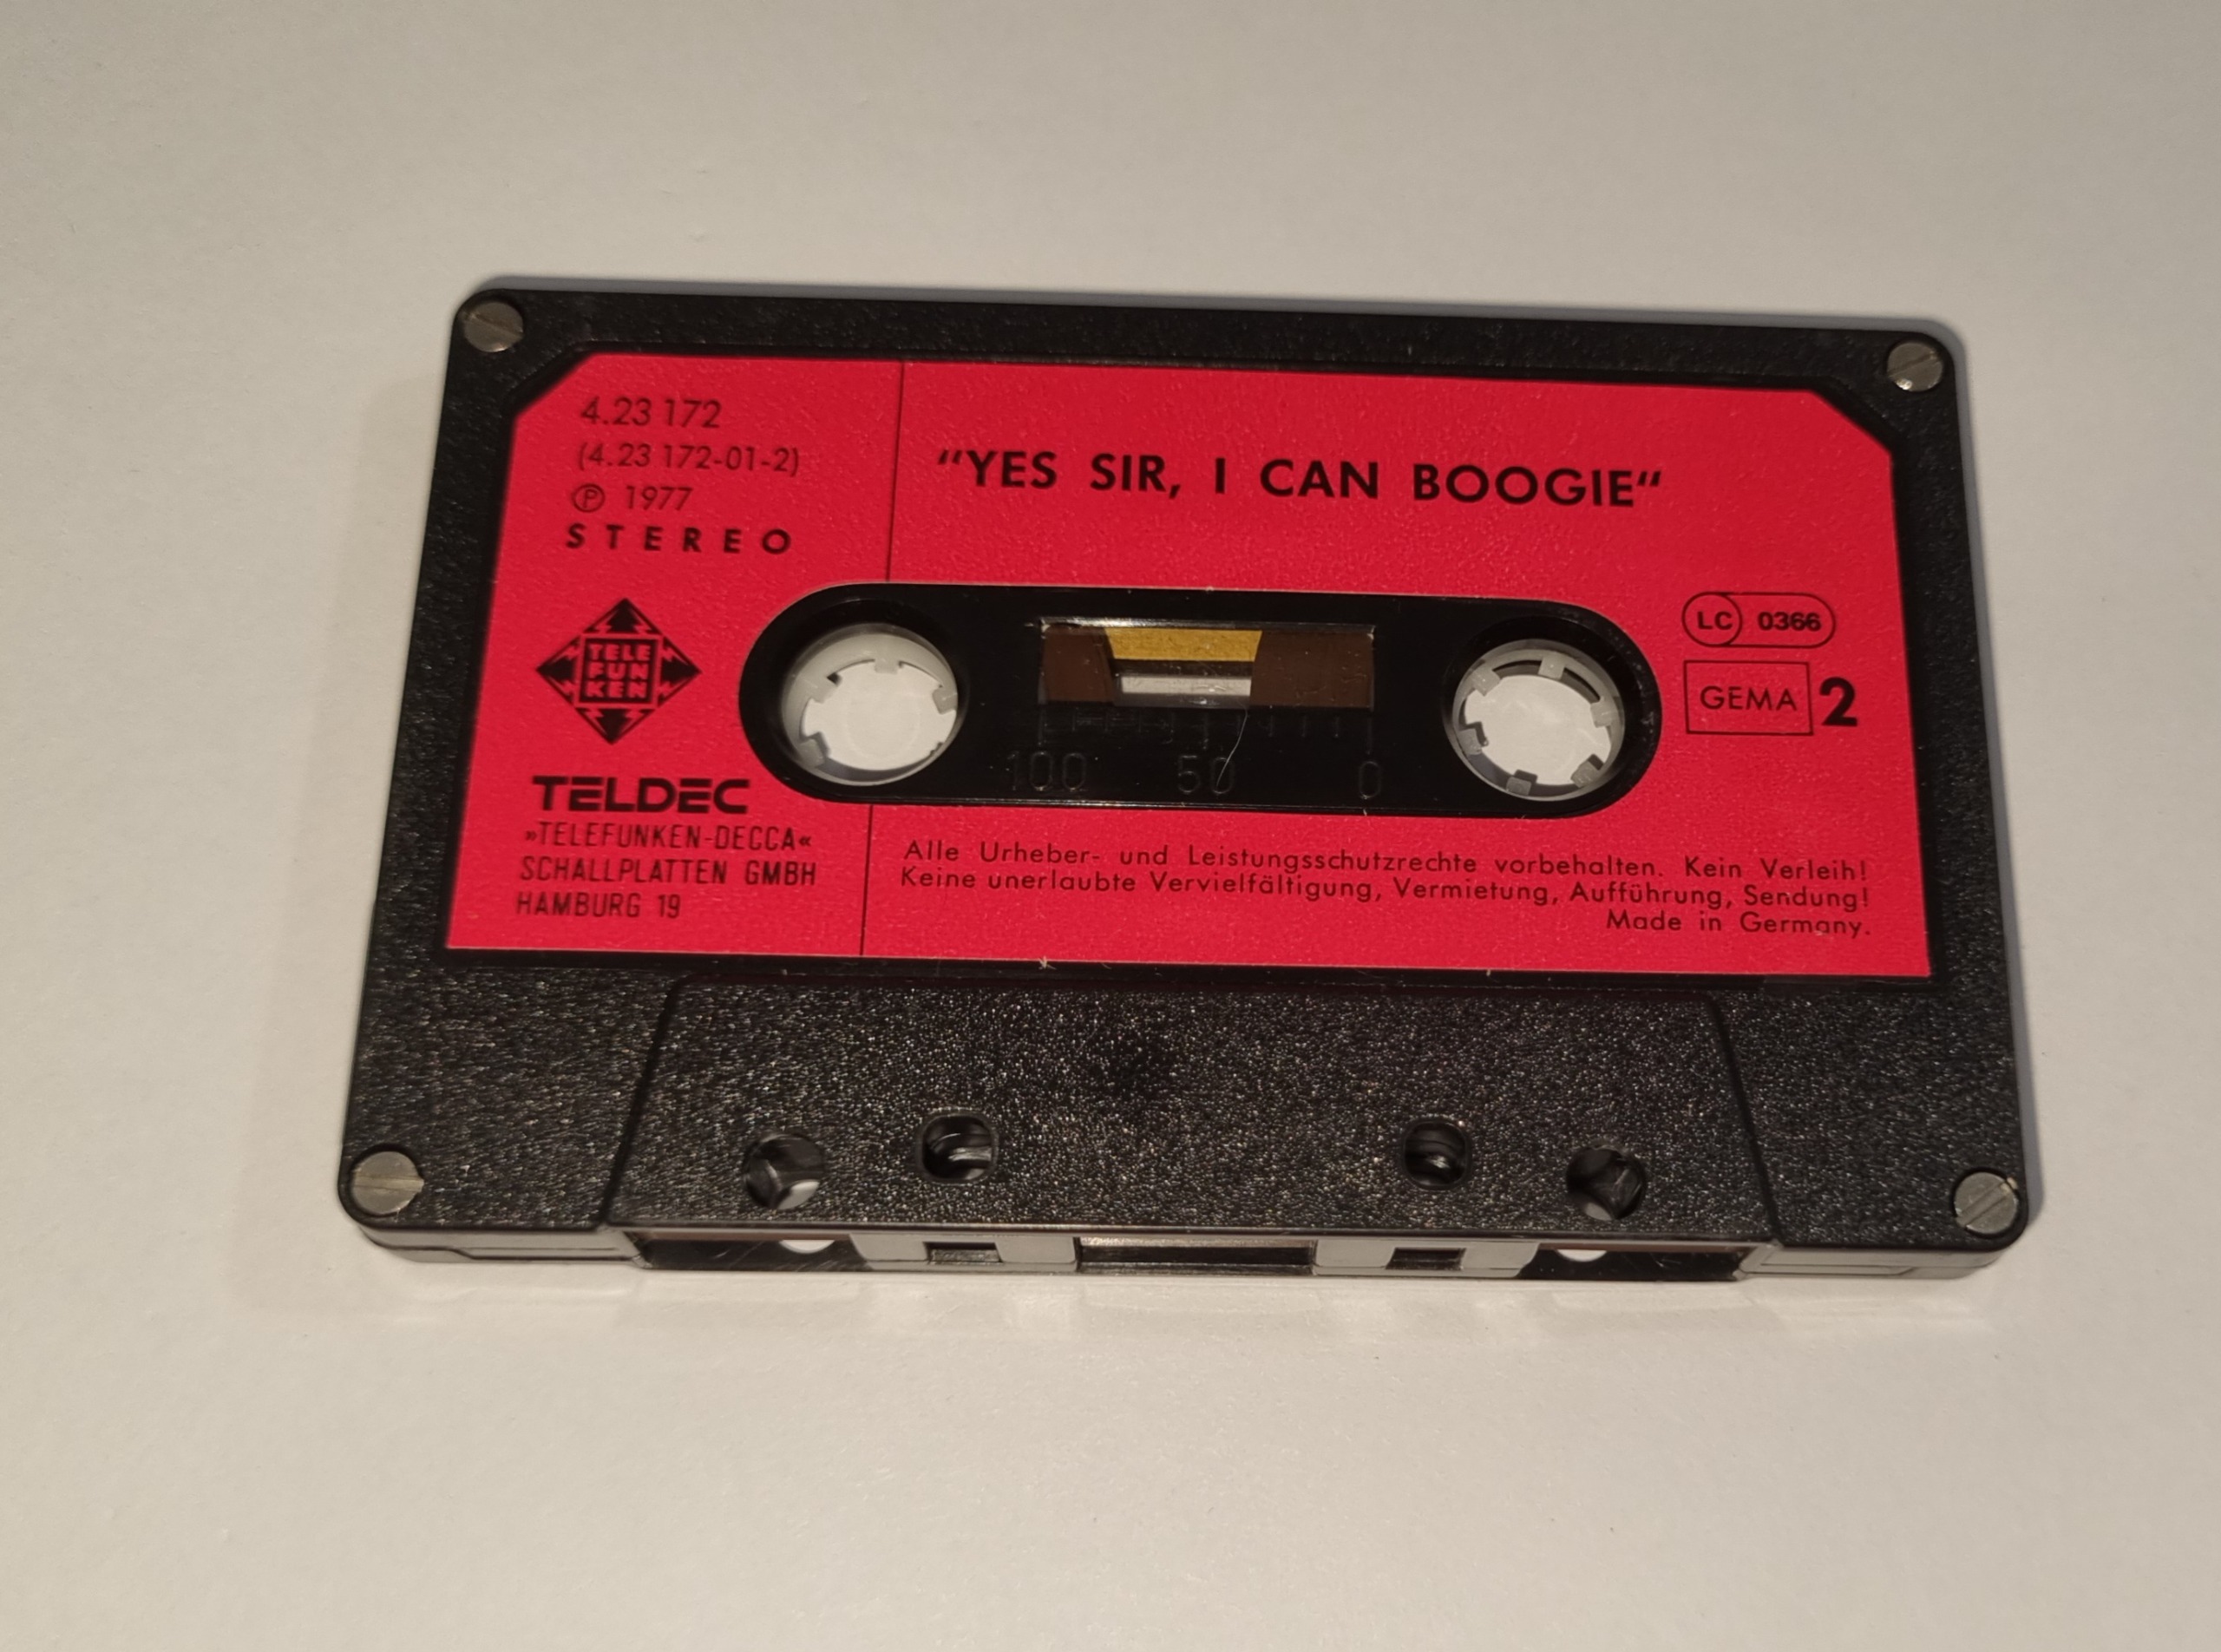 4.23 172
(4.23 172-01-2)
Ⓟ 1977
STEREO
“YES SIR, I CAN BOOGIE“
TELE
FUN
KEN
LC 0366
GEMA 2
100 50 0
TELDEC
»TELEFUNKEN-DECCA«
SCHALLPLATTEN GMBH
HAMBURG 19
Alle Urheber- und Leistungsschutzrechte vorbehalten. Kein Verleih!
Keine unerlaubte Vervielfältigung, Vermietung, Aufführung, Sendung!
Made in Germany.